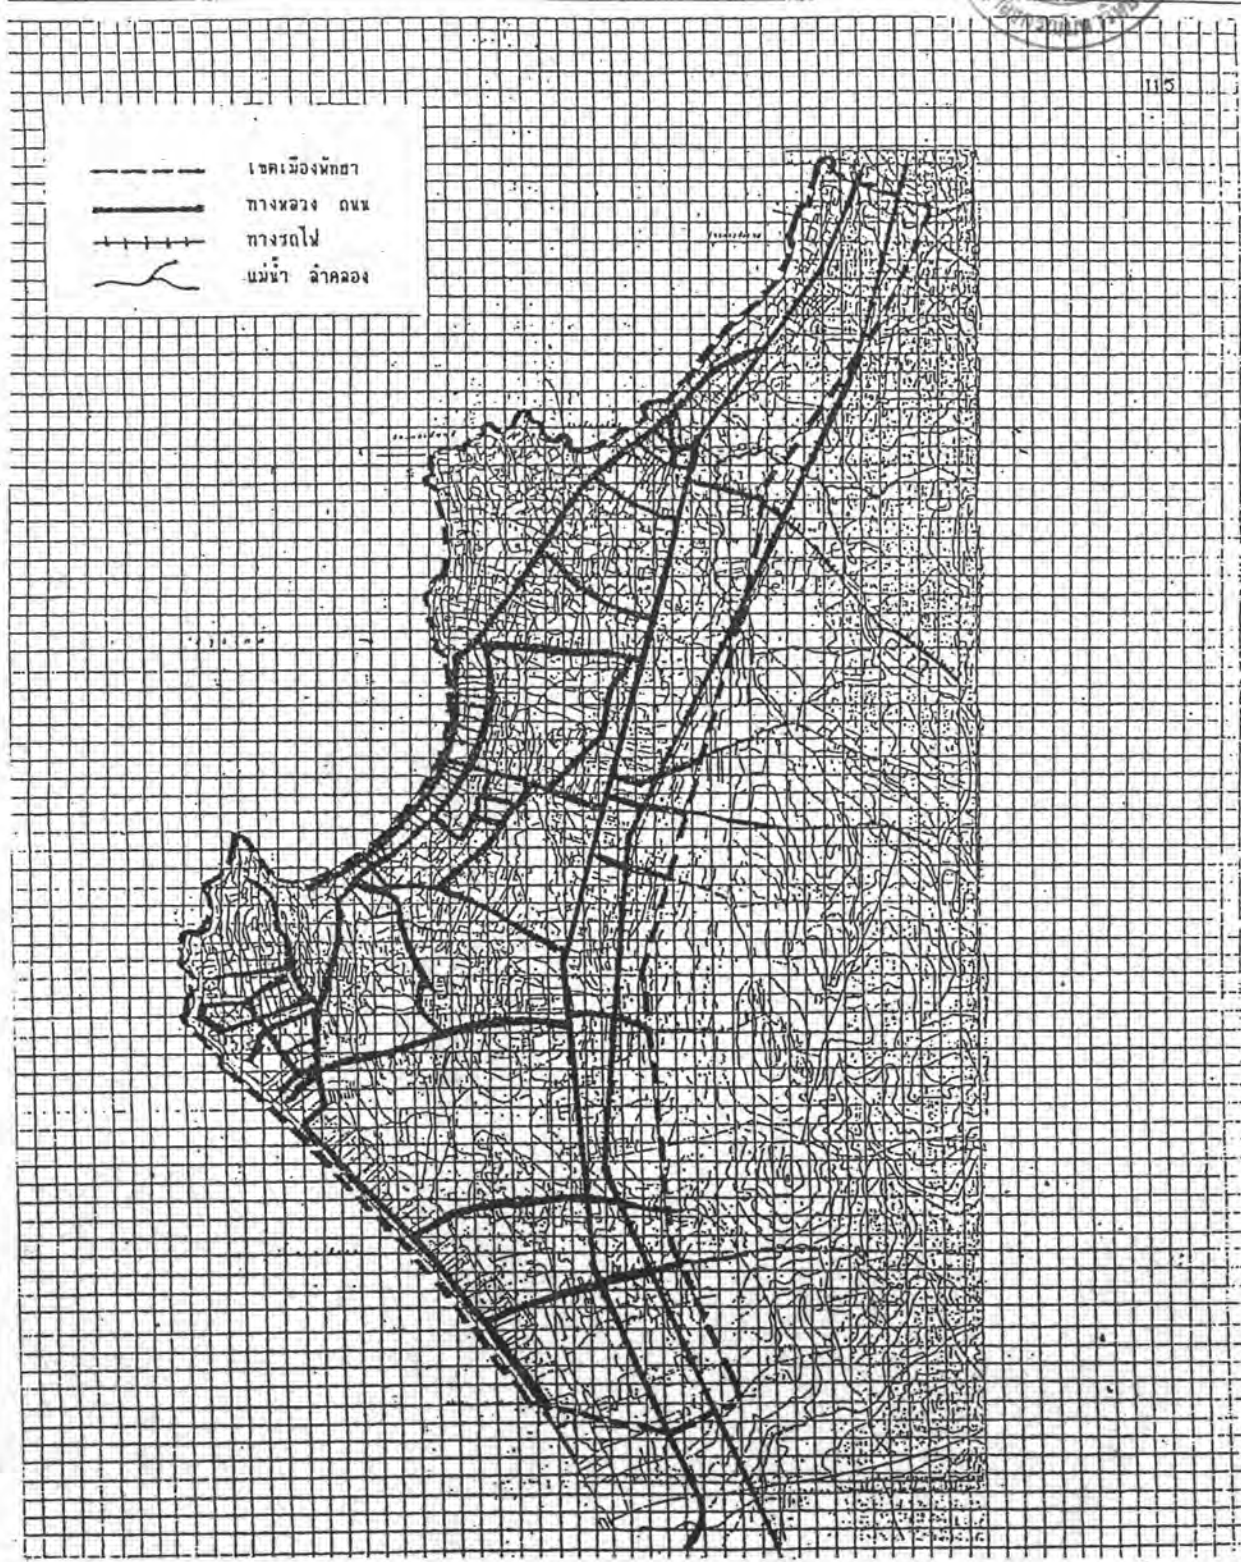 115
เขตเมืองพัทยา
ทางหลวง ถนน
ทางรถไฟ
แม่น้ำ ลำคลอง